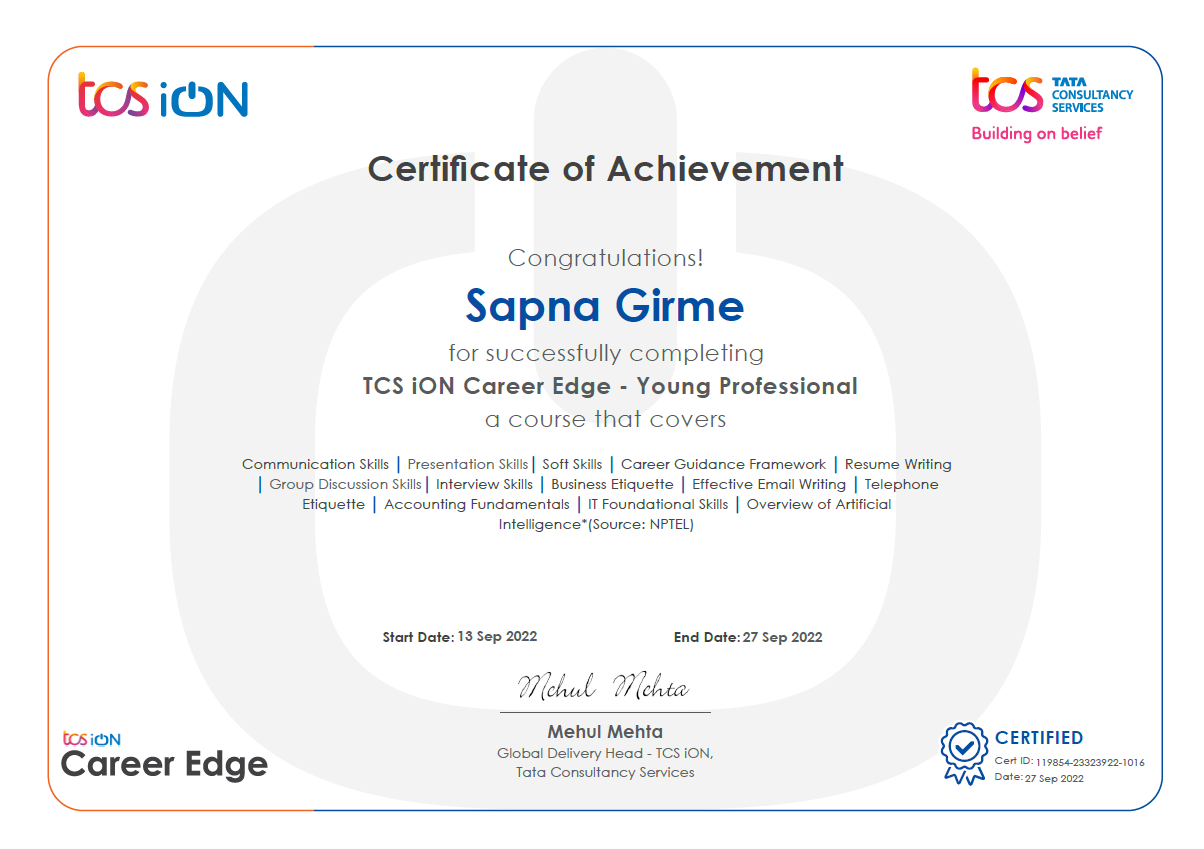 tcs iON
tcs TATA
CONSULTANCY
SERVICES
Building on belief
Certificate of Achievement
Congratulations!
Sapna Girme
for successfully completing
TCS iON Career Edge - Young Professional
a course that covers
Communication Skills | Presentation Skills | Soft Skills | Career Guidance Framework | Resume Writing
| Group Discussion Skills | Interview Skills | Business Etiquette | Effective Email Writing | Telephone
Etiquette | Accounting Fundamentals | IT Foundational Skills | Overview of Artificial
Intelligence*(Source: NPTEL)
Start Date: 13 Sep 2022 End Date: 27 Sep 2022
Mehul Mehta
Mehul Mehta
Global Delivery Head - TCS iON,
Tata Consultancy Services
tcs iON
Career Edge
CERTIFIED
Cert ID: 119854-23323922-1016
Date: 27 Sep 2022